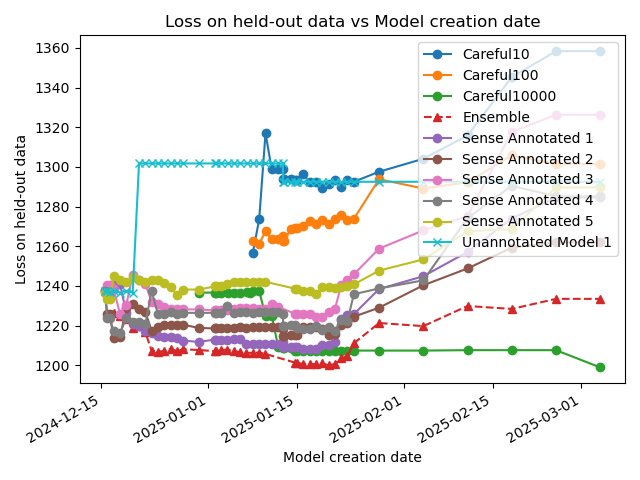 Loss on held-out data vs Model creation date
1360
1340
1320
1300
1280
1260
1240
1220
1200
Loss on held-out data
Careful10
Careful100
Careful10000
Ensemble
Sense Annotated 1
Sense Annotated 2
Sense Annotated 3
Sense Annotated 4
Sense Annotated 5
Unannotated Model 1
2024-12-15
2025-01-01
2025-01-15
2025-02-01
2025-02-15
2025-03-01
Model creation date